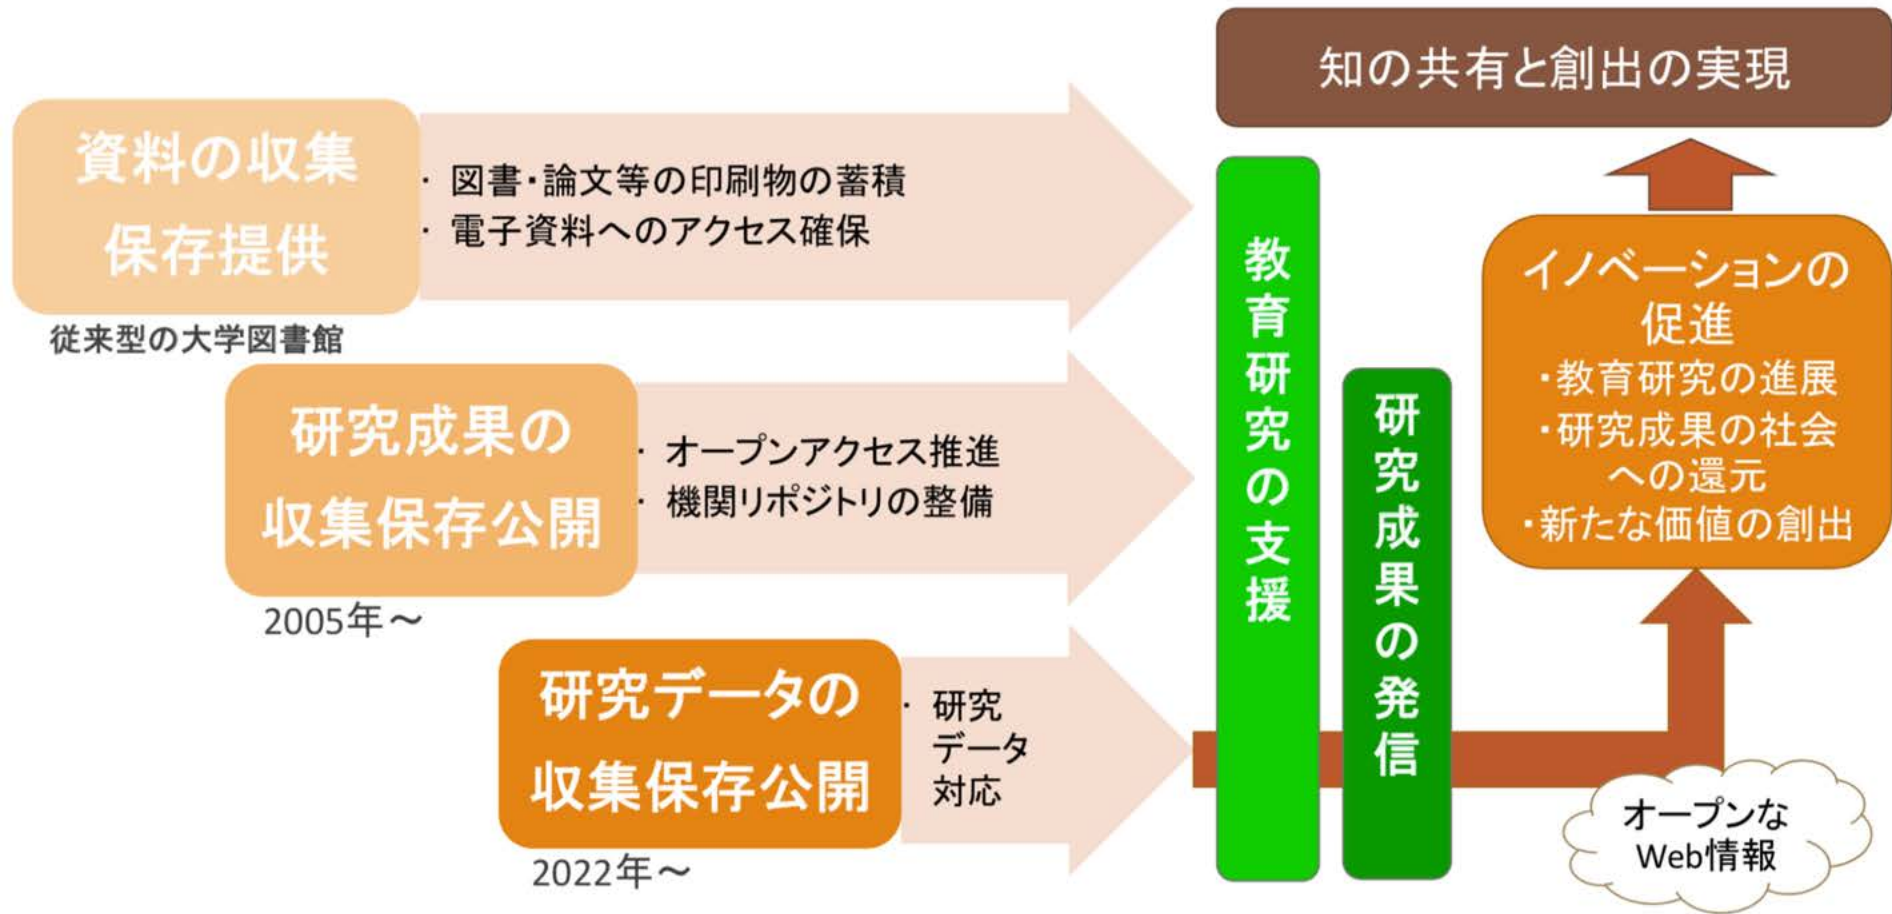 知の共有と創出の実現
資料の収集
保存提供
・ 図書・論文等の印刷物の蓄積
・ 電子資料へのアクセス確保
従来型の大学図書館
研究成果の
収集保存公開
・ オープンアクセス推進
・ 機関リポジトリの整備
2005年～
研究データの
収集保存公開
・ 研究
データ
対応
2022年～
教育研究の支援
研究成果の発信
イノベーションの
促進
・教育研究の進展
・研究成果の社会
への還元
・新たな価値の創出
オープンな
Web情報